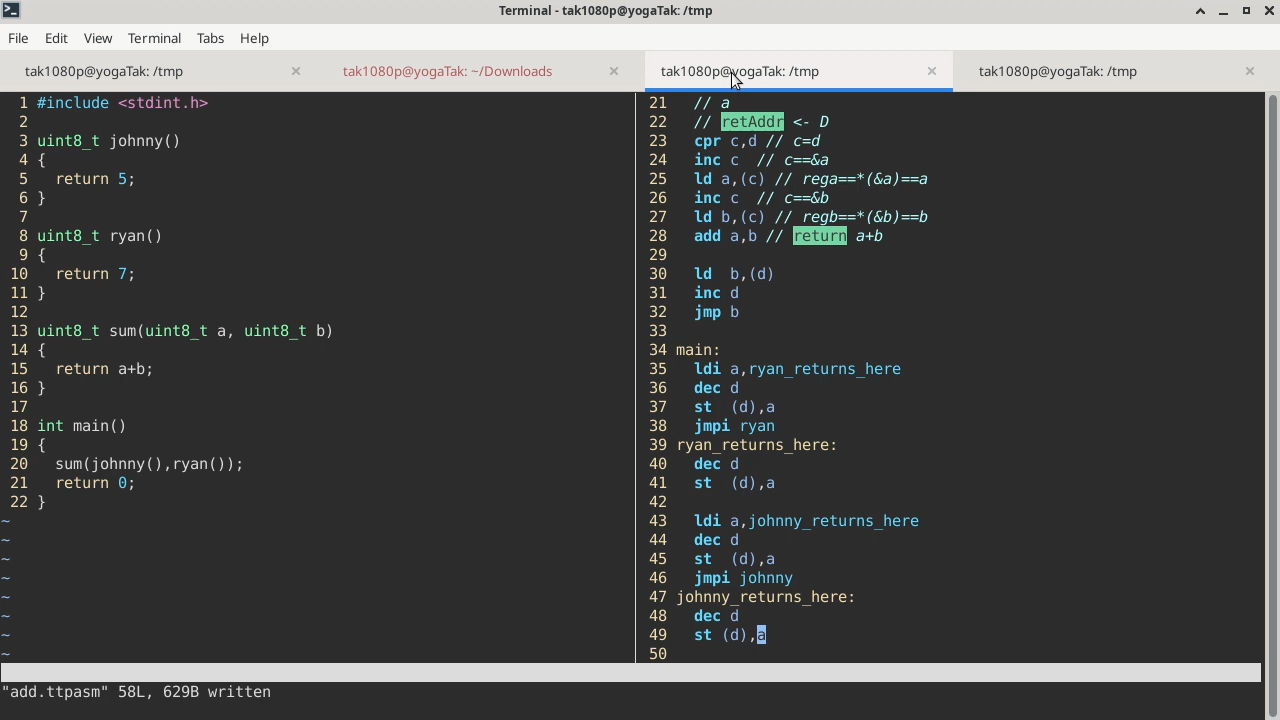 Terminal - tak1080p@yogaTak: /tmp
File Edit View Terminal Tabs Help
tak1080p@yogaTak: /tmp
tak1080p@yogaTak: ~/Downloads
tak1080p@yogaTak: /tmp
tak1080p@yogaTak: /tmp
1 #include <stdint.h>
2
3 uint8_t johnny()
4 {
5   return 5;
6 }
7
8 uint8_t ryan()
9 {
10   return 7;
11 }
12
13 uint8_t sum(uint8_t a, uint8_t b)
14 {
15   return a+b;
16 }
17
18 int main()
19 {
20   sum(johnny(),ryan());
21   return 0;
22 }
~
~
~
~
~
~
~
~
21   // a
22   // retAddr <- D
23   cpr c,d // c=d
24   inc c  // c==&a
25   ld a,(c) // rega==*(&a)==a
26   inc c  // c==&b
27   ld b,(c) // regb==*(&b)==b
28   add a,b // return a+b
29
30   ld  b,(d)
31   inc d
32   jmp b
33
34 main:
35   ldi a,ryan_returns_here
36   dec d
37   st  (d),a
38   jmpi ryan
39 ryan_returns_here:
40   dec d
41   st  (d),a
42
43   ldi a,johnny_returns_here
44   dec d
45   st  (d),a
46   jmpi johnny
47 johnny_returns_here:
48   dec d
49   st (d),a
50
"add.ttpasm" 58L, 629B written